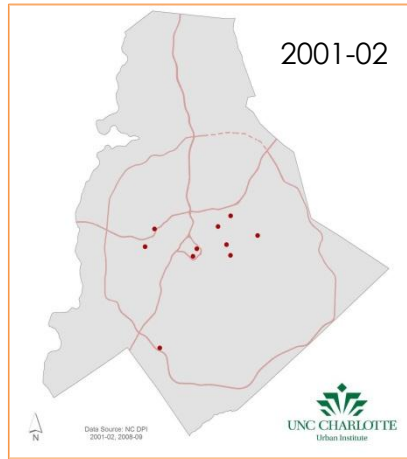 2001-02
N
Data Source: NC DPI
2001-02, 2008-09
UNC CHARLOTTE
Urban Institute